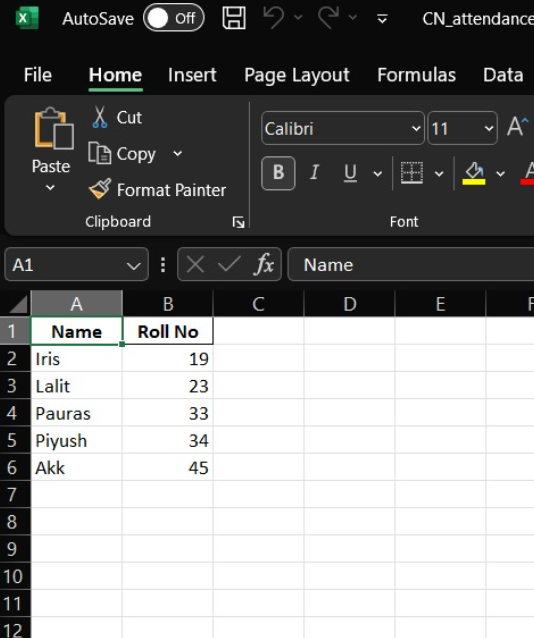 AutoSave Off CN_attendance
File Home Insert Page Layout Formulas Data
Cut
Copy
Paste
Format Painter
Clipboard
Calibri 11 A
B I U A
Font
A1 fx Name
A B C D E F
1 Name Roll No
2 Iris 19
3 Lalit 23
4 Pauras 33
5 Piyush 34
6 Akk 45
7
8
9
10
11
12